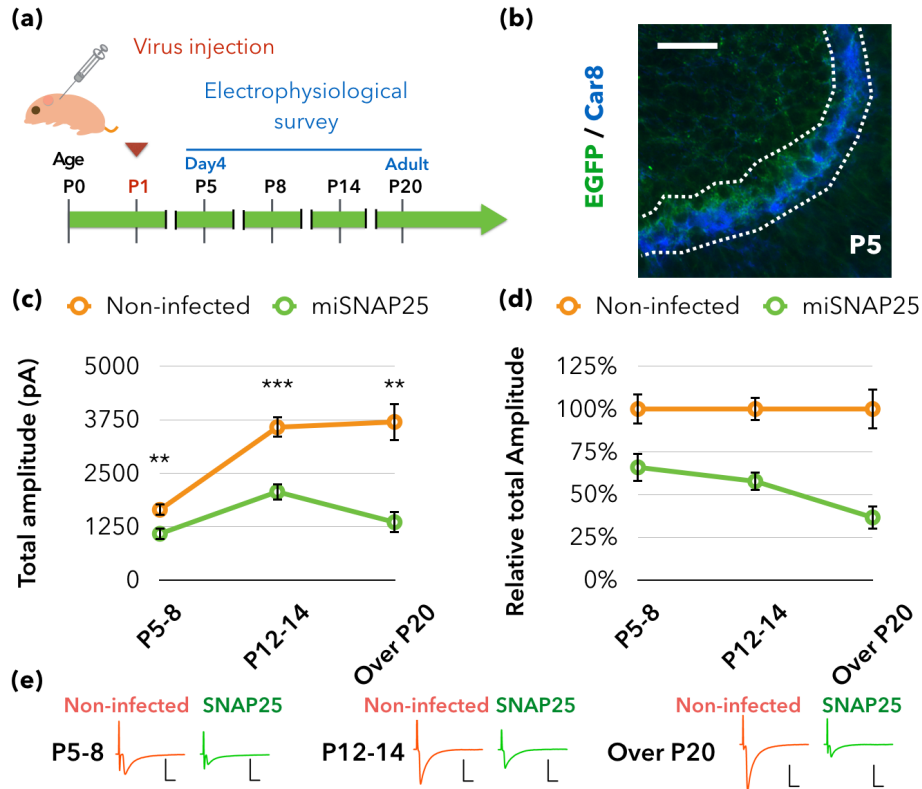 (a)
Virus injection
Electrophysiological
survey
Age
Day4
Adult
P0
P1
P5
P8
P14
P20
(b)
EGFP / Car8
P5
(c)
Non-infected
miSNAP25
Total amplitude (pA)
5000
3750
2500
1250
0
**
***
**
P5-8
P12-14
Over P20
(d)
Non-infected
miSNAP25
Relative total Amplitude
125%
100%
75%
50%
25%
0%
P5-8
P12-14
Over P20
(e)
Non-infected SNAP25
P5-8
Non-infected SNAP25
P12-14
Non-infected SNAP25
Over P20